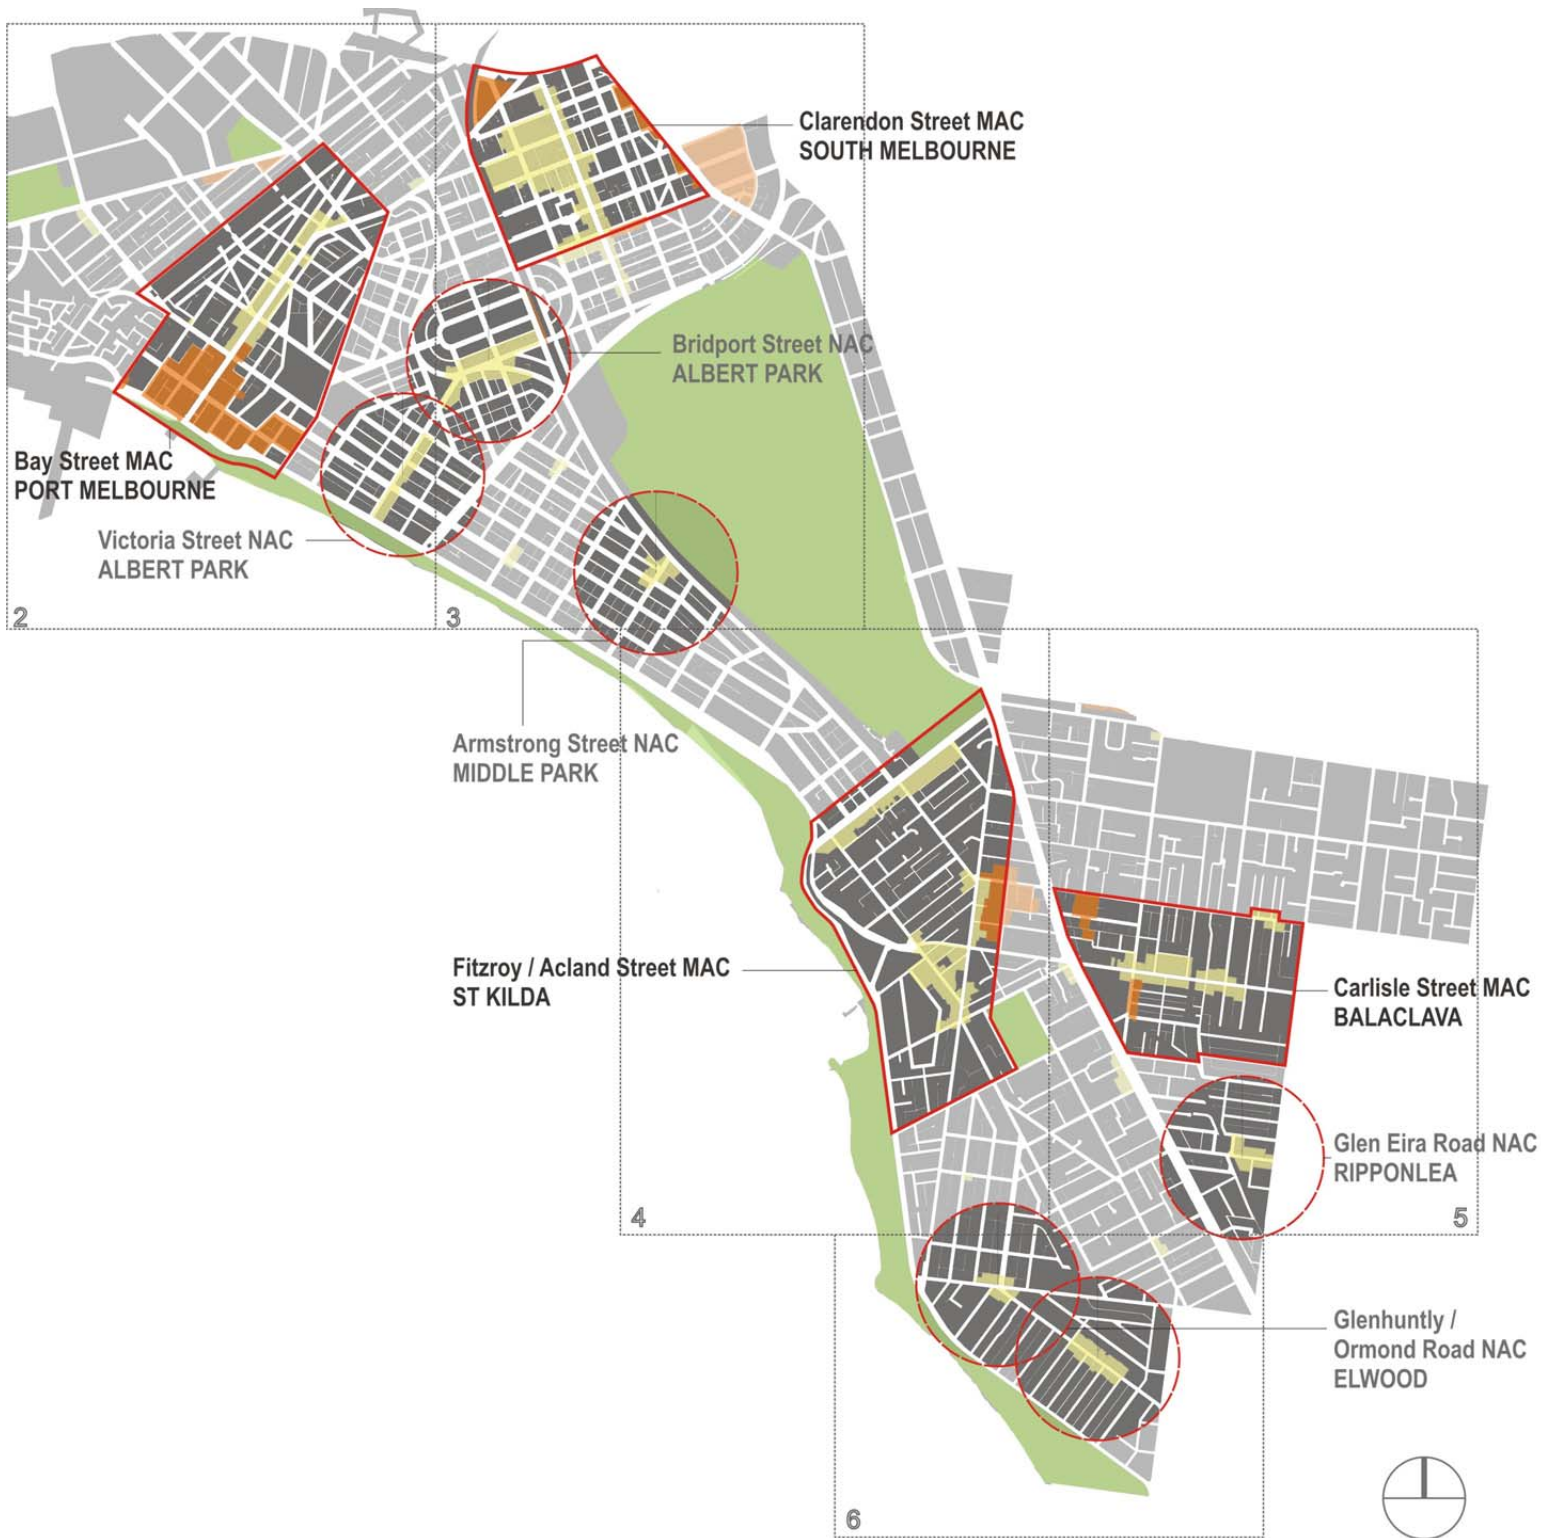 Clarendon Street MAC
SOUTH MELBOURNE
Bridport Street NAC
ALBERT PARK
Bay Street MAC
PORT MELBOURNE
Victoria Street NAC
ALBERT PARK
2
3
Armstrong Street NAC
MIDDLE PARK
Fitzroy / Acland Street MAC
ST KILDA
Carlisle Street MAC
BALACLAVA
Glen Eira Road NAC
RIPPONLEA
4
5
Glenhuntly /
Ormond Road NAC
ELWOOD
6